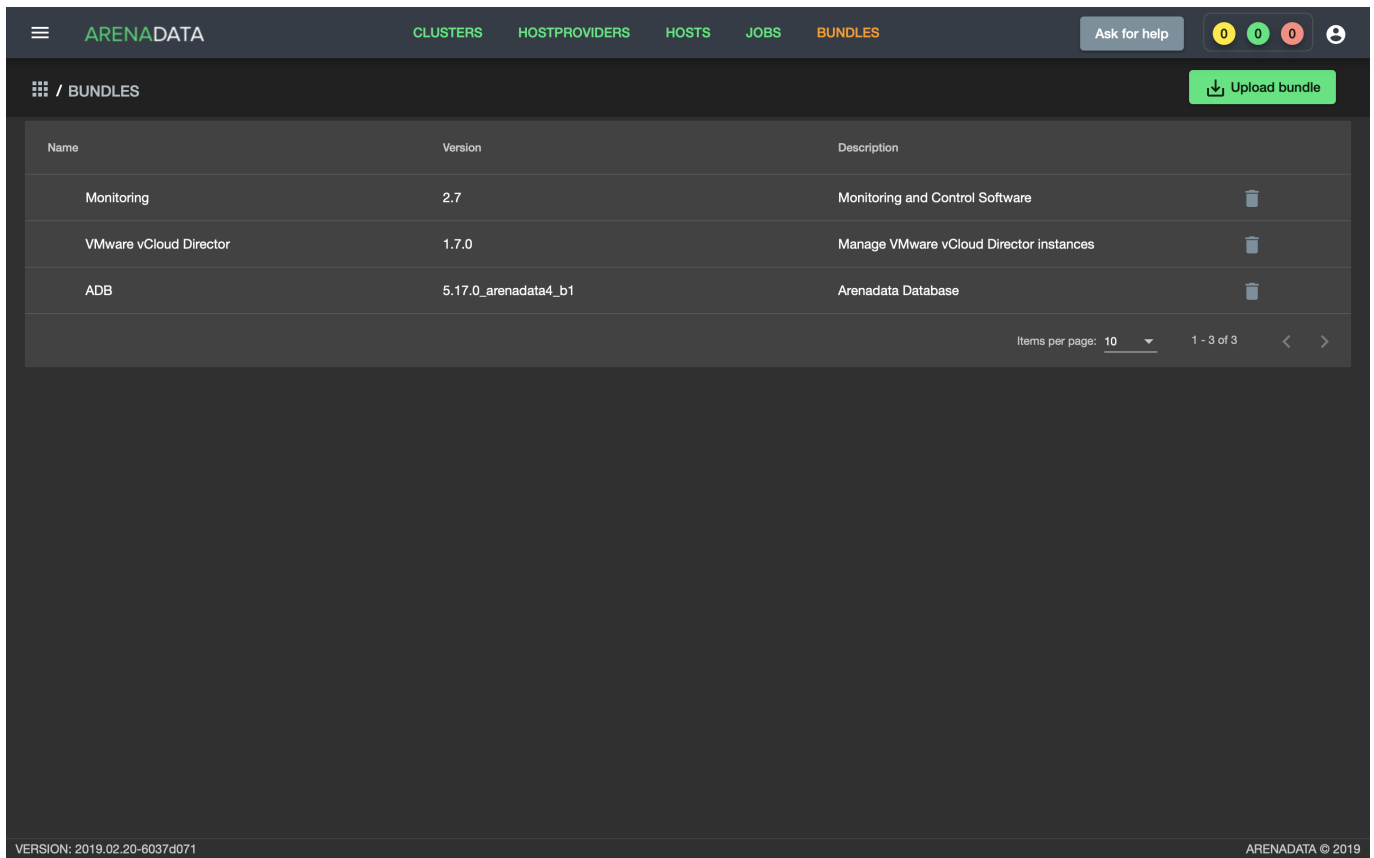 ARENADATA CLUSTERS HOSTPROVIDERS HOSTS JOBS BUNDLES Ask for help 0 0 0
/ BUNDLES Upload bundle
Name Version Description
Monitoring 2.7 Monitoring and Control Software
VMware vCloud Director 1.7.0 Manage VMware vCloud Director instances
ADB 5.17.0_arenadata4_b1 Arenadata Database
Items per page: 10 1 - 3 of 3
VERSION: 2019.02.20-6037d071 ARENADATA © 2019